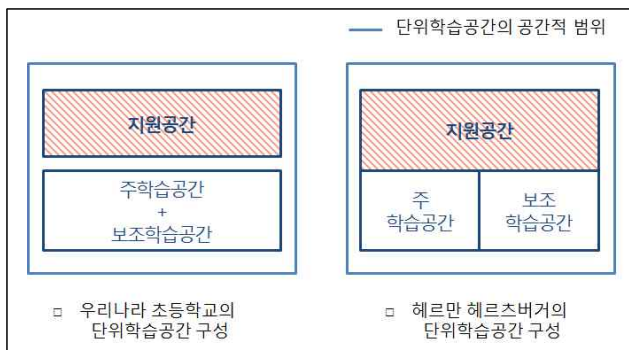 단위학습공간의 공간적 범위
지원공간
주학습공간
+
보조학습공간
□ 우리나라 초등학교의
단위학습공간 구성
지원공간
주
학습공간
보조
학습공간
□ 헤르만 헤르츠버거의
단위학습공간 구성